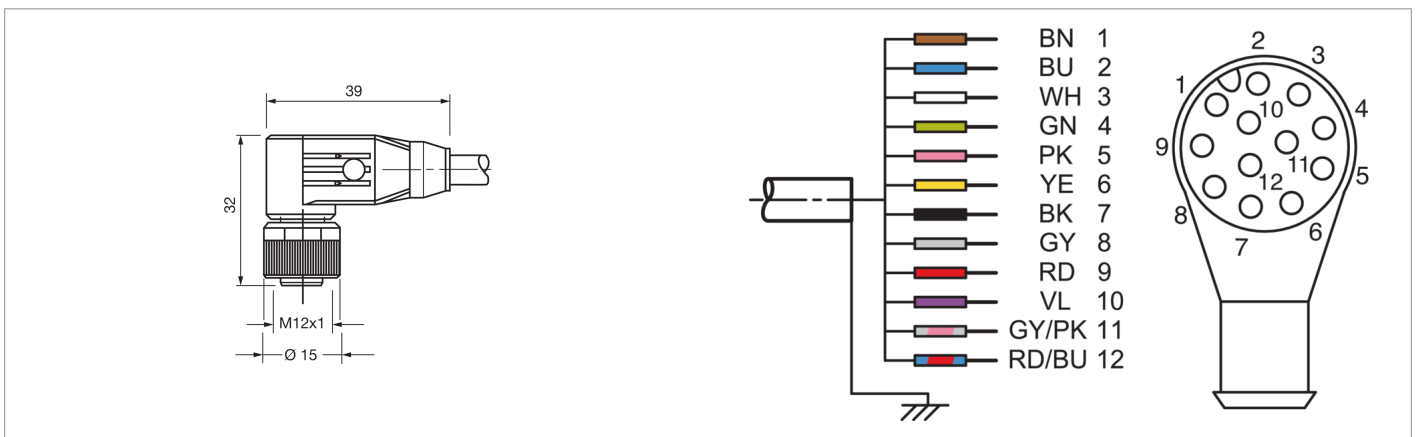 39
32
M12x1
Ø 15
BN 1
BU 2
WH 3
GN 4
PK 5
YE 6
BK 7
GY 8
RD 9
VL 10
GY/PK 11
RD/BU 12
1
2
3
4
5
6
7
8
9
10
11
12